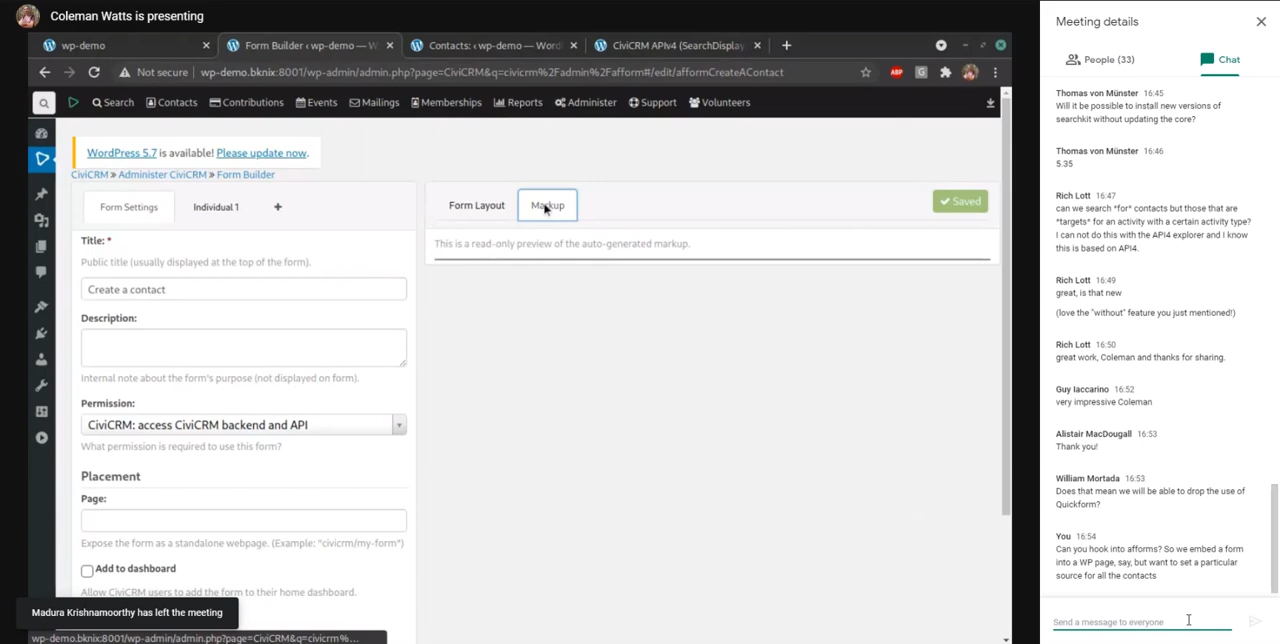 Coleman Watts is presenting
wp-demo
Form Builder ‹ wp-demo — W
Contacts: ‹ wp-demo — Word
CiviCRM APIv4 (SearchDisplay
Not secure
wp-demo.bknix:8001/wp-admin/admin.php?page=CiviCRM&q=civicrm%2Fadmin%2Fafform#/edit/afformCreateAContact
ABP
G
Search
Contacts
Contributions
Events
Mailings
Memberships
Reports
Administer
Support
Volunteers
WordPress 5.7 is available! Please update now.
CiviCRM » Administer CiviCRM » Form Builder
Form Settings
Individual 1
+
Title: *
Public title (usually displayed at the top of the form).
Create a contact
Description:
Internal note about the form's purpose (not displayed on form).
Permission:
CiviCRM: access CiviCRM backend and API
What permission is required to use this form?
Placement
Page:
Expose the form as a standalone webpage. (Example: "civicrm/my-form")
Add to dashboard
Allow CiviCRM users to add the form to their home dashboard.
Form Layout
Markup
Saved
This is a read-only preview of the auto-generated markup.
Madura Krishnamoorthy has left the meeting
wp-demo.bknix:8001/wp-admin/admin.php?page=CiviCRM&q=civicrm%...
Meeting details
People (33)
Chat
Thomas von Münster 16:45
Will it be possible to install new versions of
searchkit without updating the core?
Thomas von Münster 16:46
5.35
Rich Lott 16:47
can we search *for* contacts but those that are
*targets* for an activity with a certain activity type?
I can not do this with the API4 explorer and I know
this is based on API4.
Rich Lott 16:49
great, is that new
(love the "without" feature you just mentioned!)
Rich Lott 16:50
great work, Coleman and thanks for sharing.
Guy Iaccarino 16:52
very impressive Coleman
Alistair MacDougall 16:53
Thank you!
William Mortada 16:53
Does that mean we will be able to drop the use of
Quickform?
You 16:54
Can you hook into afforms? So we embed a form
into a WP page, say, but want to set a particular
source for all the contacts
Send a message to everyone